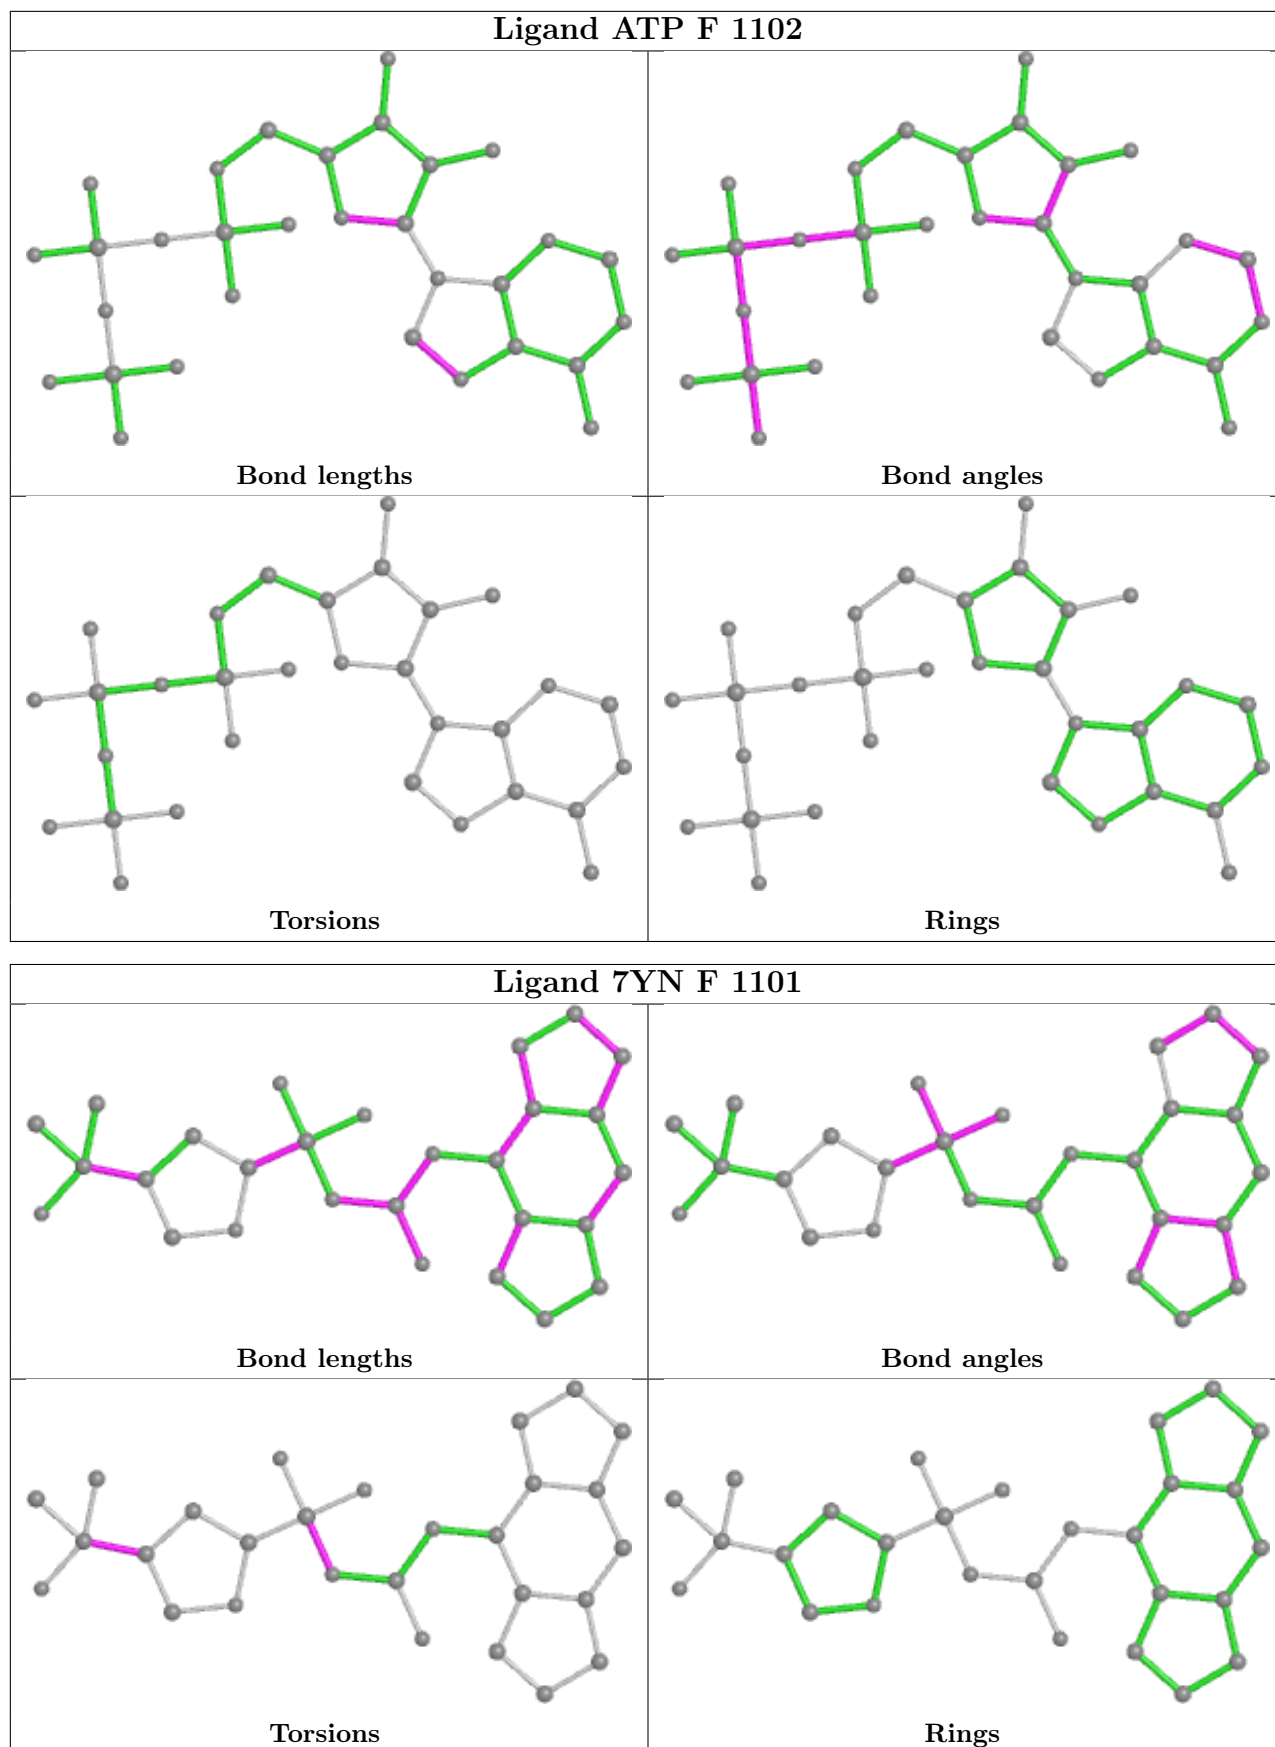 Ligand ATP F 1102
Bond lengths
Bond angles
Torsions
Rings
Ligand 7YN F 1101
Bond lengths
Bond angles
Torsions
Rings